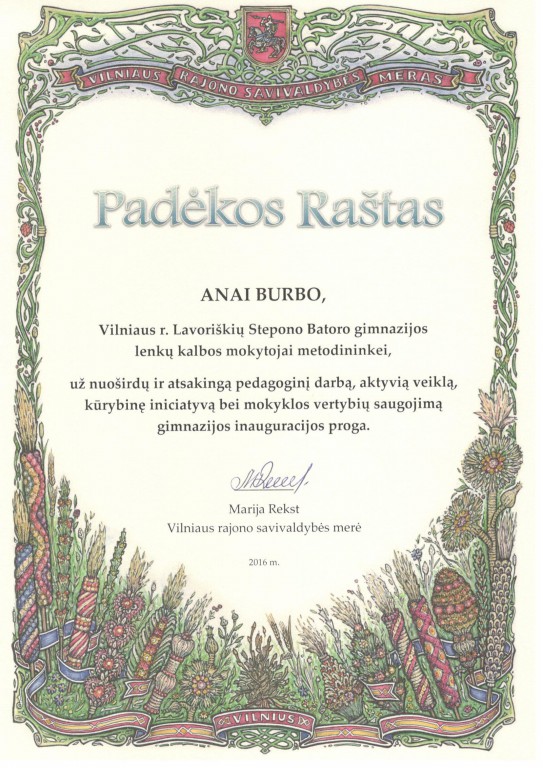 VILNIAUS RAJONO SAVIVALDYBĖS MERAS
Padėkos Raštas
ANAI BURBO,
Vilniaus r. Lavoriškių Stepono Batoro gimnazijos
lenkų kalbos mokytojai metodininkei,
už nuoširdų ir atsakingą pedagoginį darbą, aktyvią veiklą,
kūrybinę iniciatyvą bei mokyklos vertybių saugojimą
gimnazijos inauguracijos proga.
Marija Rekst
Vilniaus rajono savivaldybės merė
2016 m.
VILNIUS